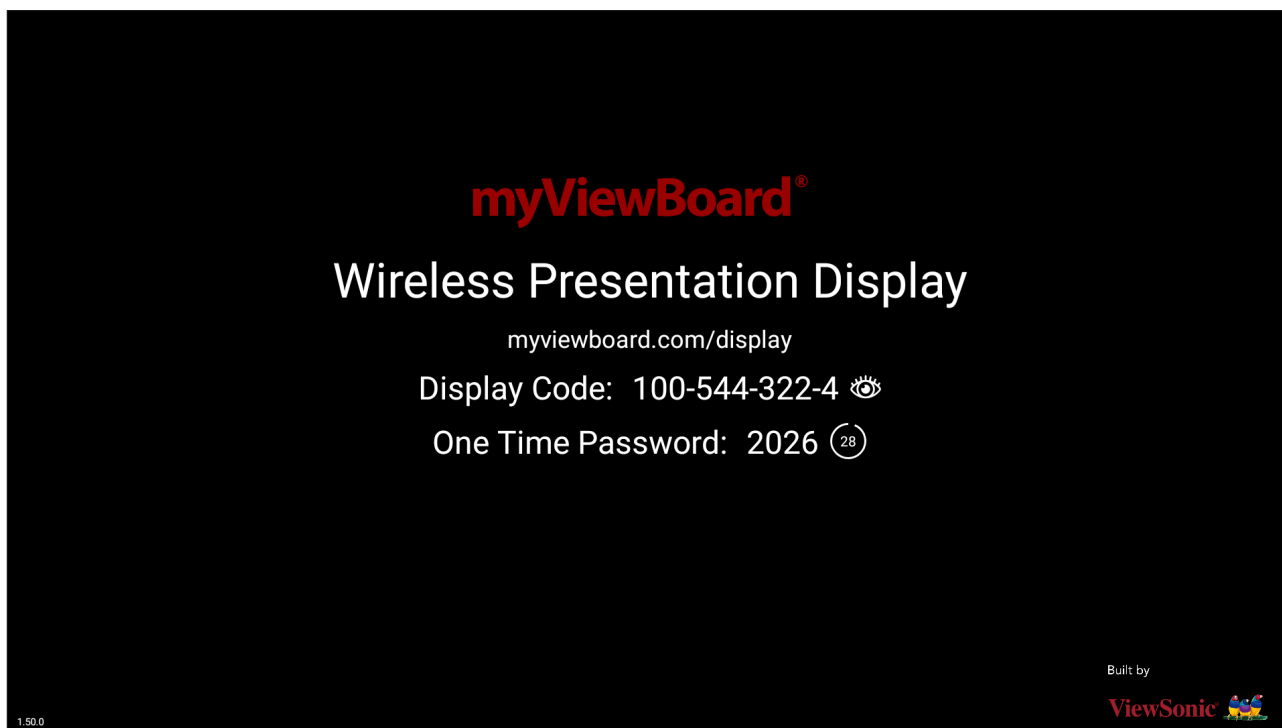 myViewBoard®
Wireless Presentation Display
myviewboard.com/display
Display Code: 100-544-322-4
One Time Password: 2026 28
Built by
ViewSonic
1.50.0